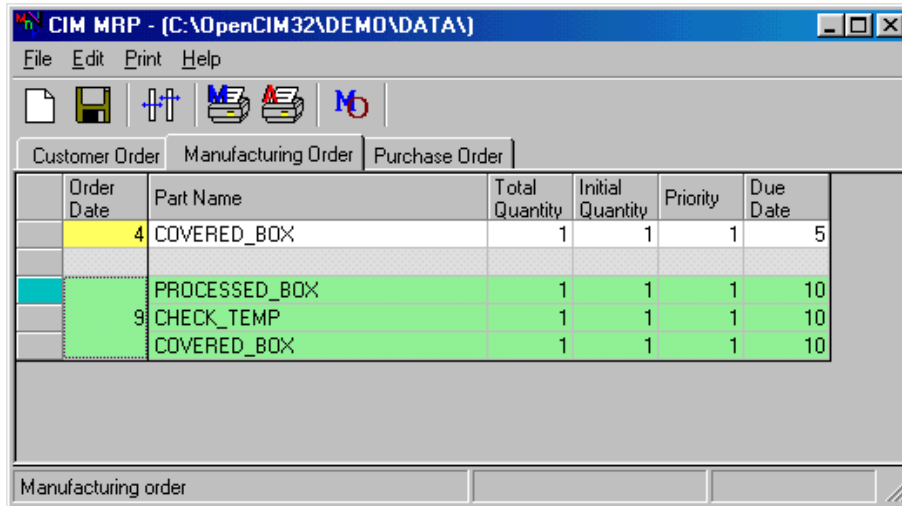 CIM MRP - (C:\OpenCIM32\DEMO\DATA\)
File Edit Print Help
Customer Order Manufacturing Order Purchase Order
Order Date Part Name Total Quantity Initial Quantity Priority Due Date
4 COVERED_BOX 1 1 1 5
PROCESSED_BOX 1 1 1 10
9 CHECK_TEMP 1 1 1 10
COVERED_BOX 1 1 1 10
Manufacturing order